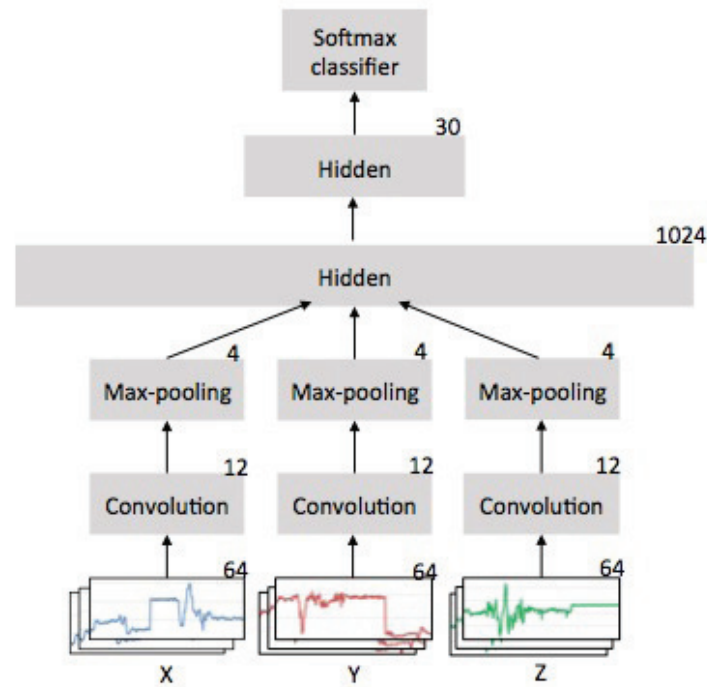 Softmax
classifier
30
Hidden
1024
Hidden
4 4 4
Max-pooling Max-pooling Max-pooling
12 12 12
Convolution Convolution Convolution
64 64 64
X Y Z